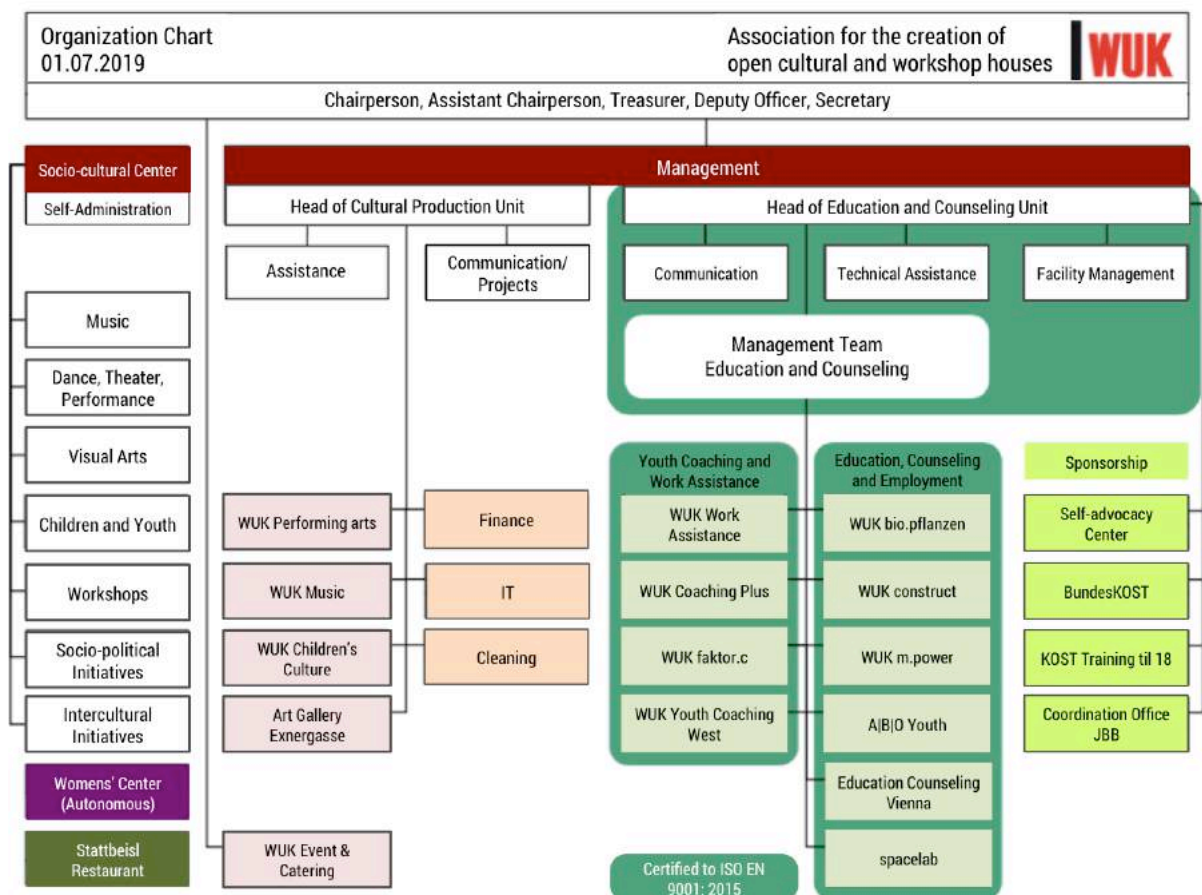 Organization Chart
01.07.2019
Association for the creation of
open cultural and workshop houses
WUK
Chairperson, Assistant Chairperson, Treasurer, Deputy Officer, Secretary
Socio-cultural Center
Self-Administration
Music
Dance, Theater,
Performance
Visual Arts
Children and Youth
Workshops
Socio-political
Initiatives
Intercultural
Initiatives
Womens' Center
(Autonomous)
Stattbeisl
Restaurant
Management
Head of Cultural Production Unit
Assistance
Communication/
Projects
WUK Performing arts
WUK Music
WUK Children's
Culture
Art Gallery
Exnergasse
WUK Event &
Catering
Finance
IT
Cleaning
Head of Education and Counseling Unit
Communication
Technical Assistance
Facility Management
Management Team
Education and Counseling
Youth Coaching and
Work Assistance
WUK Work
Assistance
WUK Coaching Plus
WUK faktor.c
WUK Youth Coaching
West
Certified to ISO EN
9001: 2015
Education, Counseling
and Employment
WUK bio.pflanzen
WUK construct
WUK m.power
A|B|O Youth
Education Counseling
Vienna
spacelab
Sponsorship
Self-advocacy
Center
BundesKOST
KOST Training til 18
Coordination Office
JBB